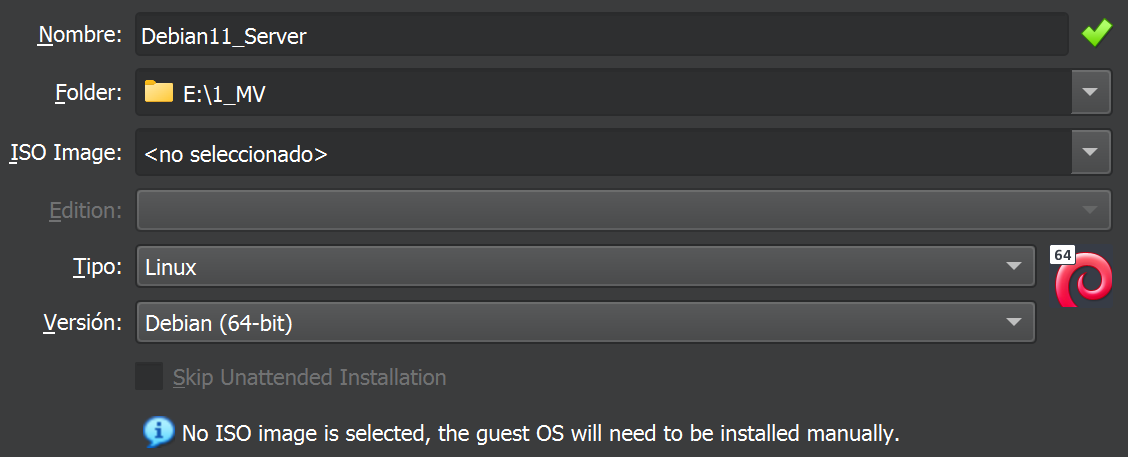 Nombre: Debian11_Server
Folder: E:\1_MV
ISO Image: <no seleccionado>
Edition:
Tipo: Linux
64
Versión: Debian (64-bit)
Skip Unattended Installation
No ISO image is selected, the guest OS will need to be installed manually.